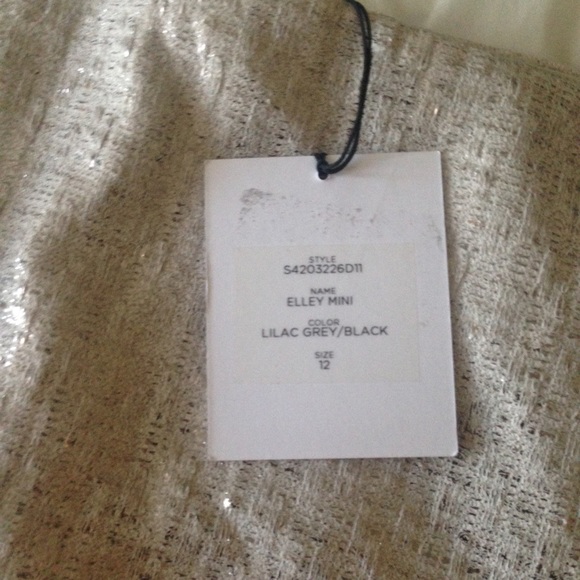 STYLE
S4203226D11
NAME
ELLEY MINI
COLOR
LILAC GREY/BLACK
SIZE
12